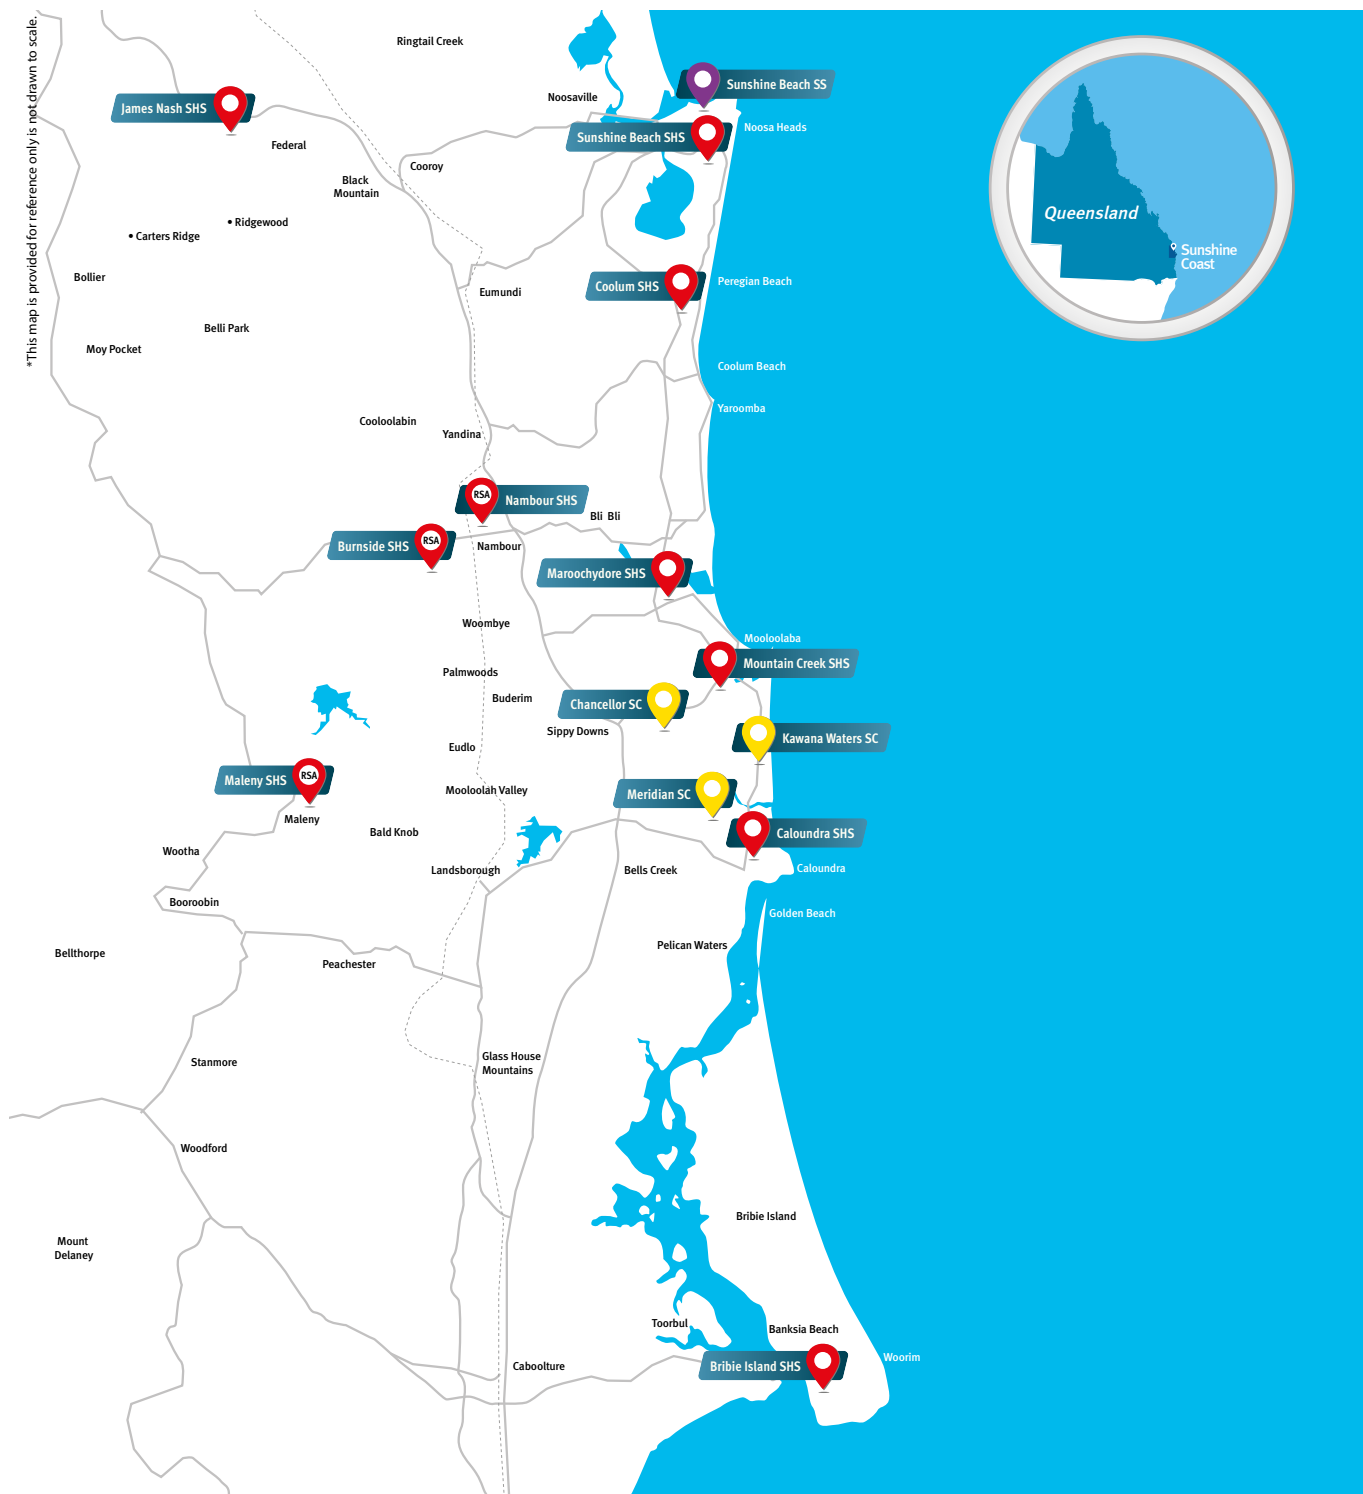 *This map is provided for reference only is not drawn to scale.
Ringtail Creek
Sunshine Beach SS
Noosaville
James Nash SHS
Noosa Heads
Sunshine Beach SHS
Federal
Cooroy
Black
Mountain
Queensland
Ridgewood
Carters Ridge
Sunshine
Coast
Bollier
Peregian Beach
Coolum SHS
Eumundi
Belli Park
Moy Pocket
Coolum Beach
Yaroomba
Cooloolabin
Yandina
RSA
Nambour SHS
Bli Bli
RSA
Burnside SHS
Nambour
Maroochydore SHS
Woombye
Mooloolaba
Mountain Creek SHS
Palmwoods
Buderim
Chancellor SC
Sippy Downs
Kawana Waters SC
Eudlo
RSA
Maleny SHS
Mooloolah Valley
Meridian SC
Maleny
Bald Knob
Caloundra SHS
Wootha
Landsborough
Bells Creek
Caloundra
Booroobin
Golden Beach
Pelican Waters
Bellthorpe
Peachester
Glass House
Mountains
Stanmore
Woodford
Bribie Island
Mount
Delaney
Toorbul
Banksia Beach
Woorim
Caboolture
Bribie Island SHS